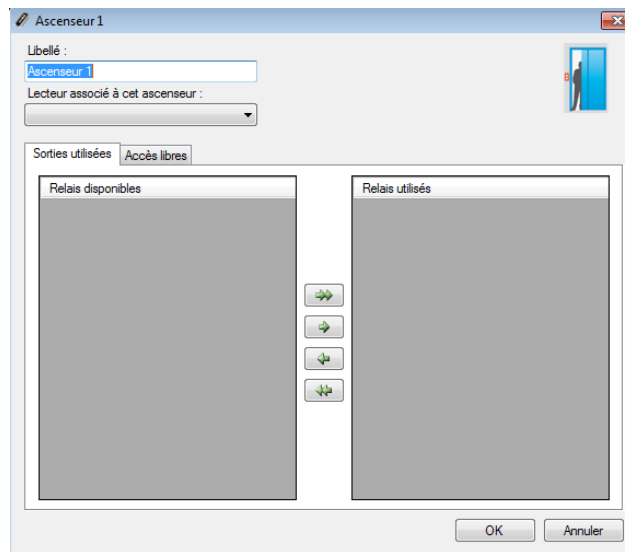 Ascenseur 1
Libellé :
Ascenseur 1
Lecteur associé à cet ascenseur :
Sorties utilisées Accès libres
Relais disponibles Relais utilisés
OK Annuler